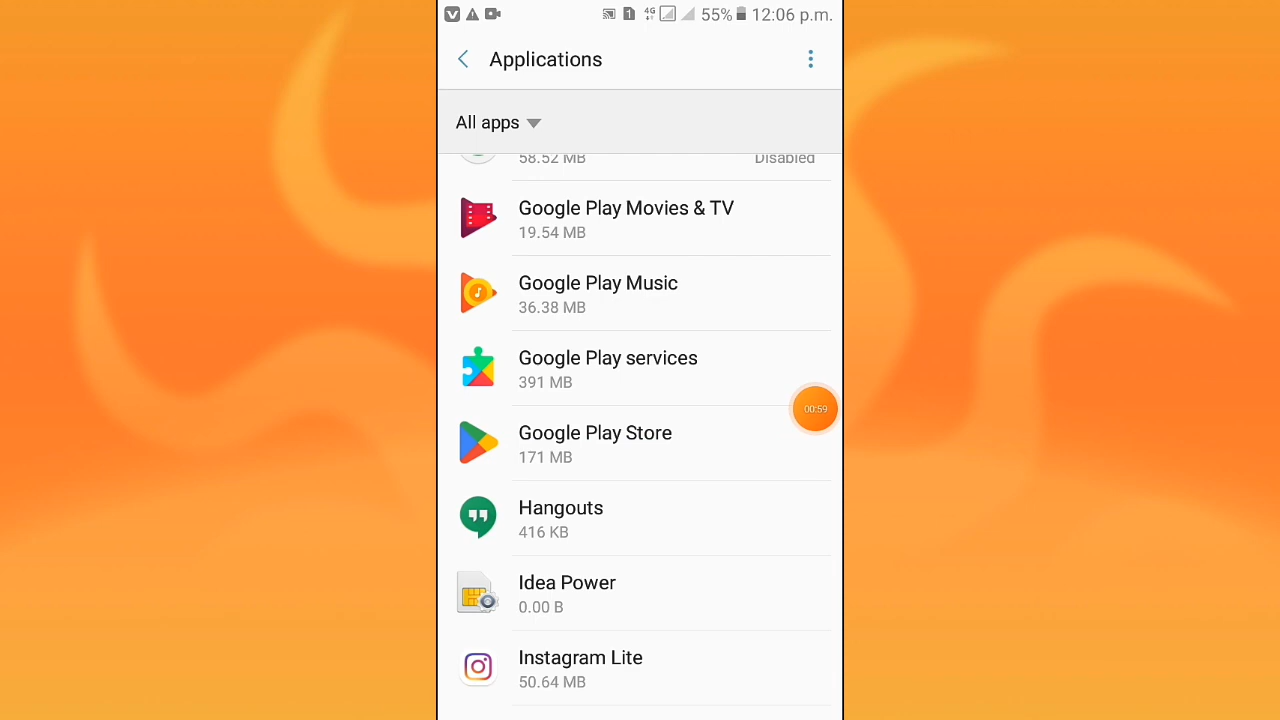 4G 55% 12:06 p.m.
Applications
All apps
58.52 MB Disabled
Google Play Movies & TV
19.54 MB
Google Play Music
36.38 MB
Google Play services
391 MB
00:59
Google Play Store
171 MB
Hangouts
416 KB
Idea Power
0.00 B
Instagram Lite
50.64 MB